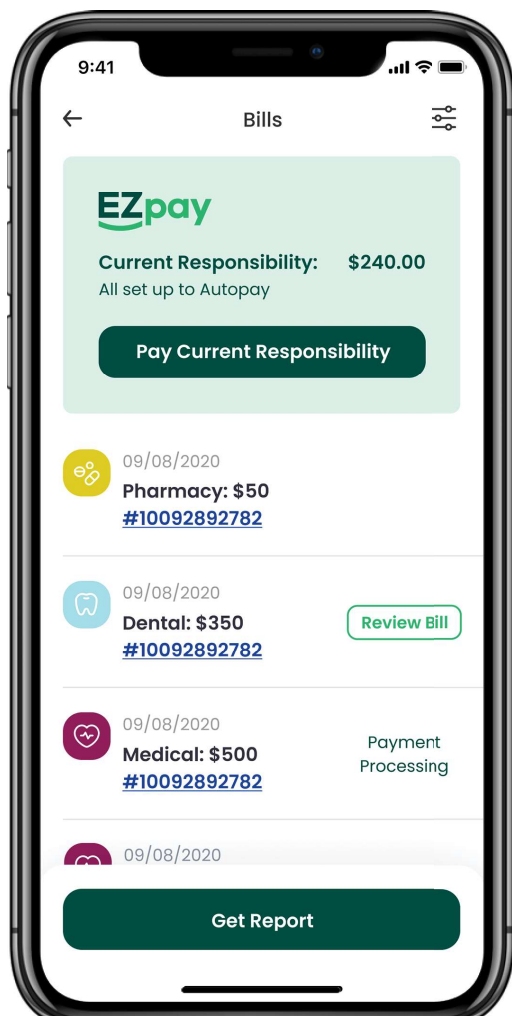 9:41
Bills
EZpay
Current Responsibility: $240.00
All set up to Autopay
Pay Current Responsibility
09/08/2020
Pharmacy: $50
#10092892782
09/08/2020
Dental: $350
#10092892782
Review Bill
09/08/2020
Medical: $500
#10092892782
Payment
Processing
09/08/2020
Get Report